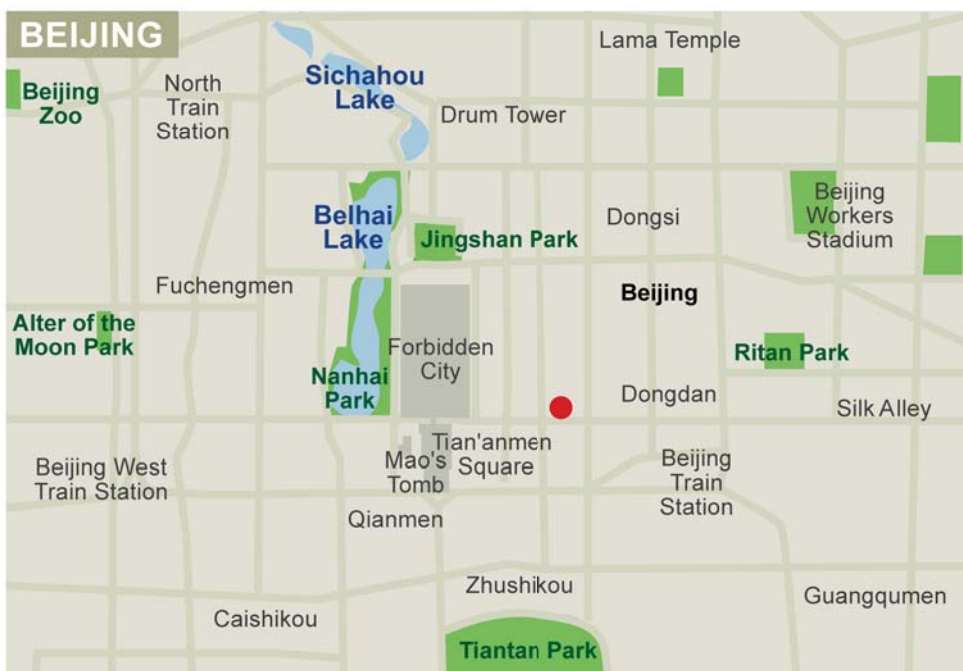 BEIJING
Lama Temple
Sichahou
Lake
North
Train
Station
Beijing
Zoo
Drum Tower
Belhai
Lake
Jingshan Park
Dongsi
Beijing
Workers
Stadium
Fuchengmen
Beijing
Alter of the
Moon Park
Forbidden
City
Ritan Park
Nanhai
Park
Dongdan
Silk Alley
Beijing West
Train Station
Mao's
Tomb
Tian'anmen
Square
Beijing
Train
Station
Qianmen
Zhushikou
Guangqumen
Caishikou
Tiantan Park